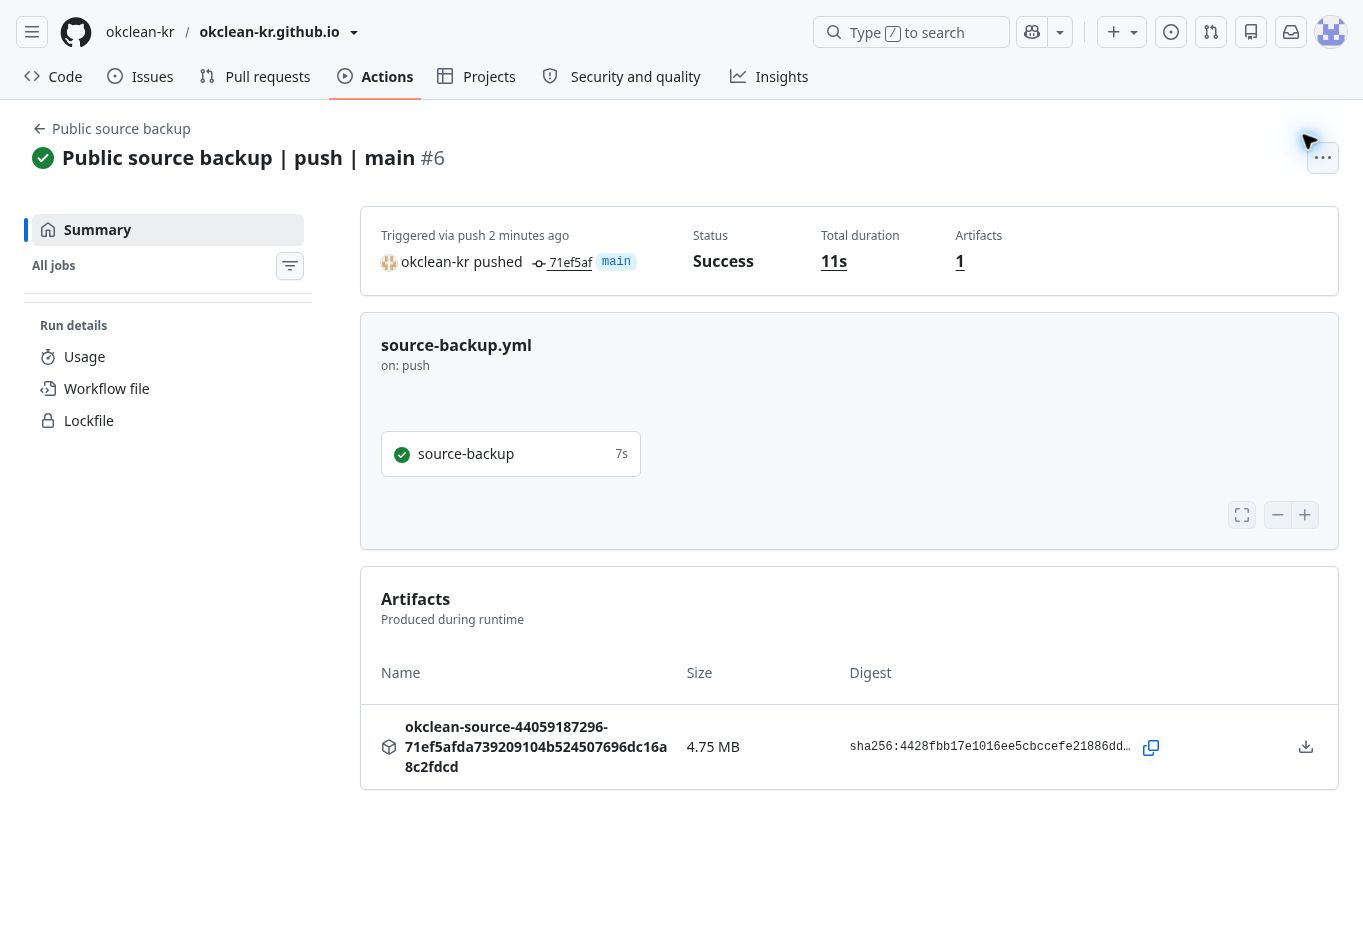 okclean-kr / okclean-kr.github.io
Type / to search
Code
Issues
Pull requests
Actions
Projects
Security and quality
Insights
Public source backup
Public source backup | push | main #6
Summary
All jobs
Run details
Usage
Workflow file
Lockfile
Triggered via push 2 minutes ago
okclean-kr pushed 71ef5af main
Status
Success
Total duration
11s
Artifacts
1
source-backup.yml
on: push
source-backup 7s
Artifacts
Produced during runtime
Name Size Digest
okclean-source-44059187296-
71ef5afda739209104b524507696dc16a
8c2fdcd
4.75 MB
sha256:4428fbb17e1016ee5cbccefe21886dd…